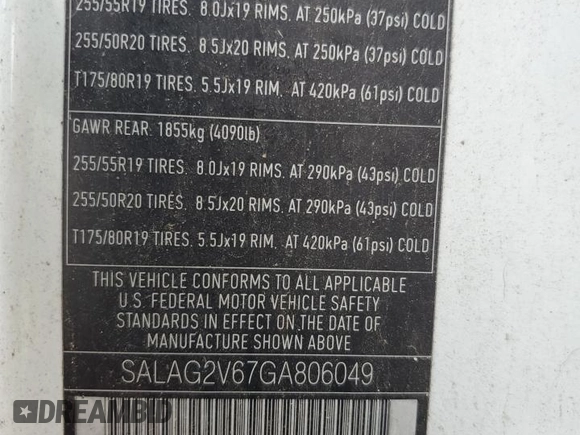 255/55R19 TIRES. 8.0Jx19 RIMS. AT 250kPa (37psi) COLD
255/50R20 TIRES. 8.5Jx20 RIMS. AT 250kPa (37psi) COLD
T175/80R19 TIRES. 5.5Jx19 RIM. AT 420kPa (61psi) COLD
GAWR REAR: 1855kg (4090lb)
255/55R19 TIRES. 8.0Jx19 RIMS. AT 290kPa (43psi) COLD
255/50R20 TIRES. 8.5Jx20 RIMS. AT 290kPa (43psi) COLD
T175/80R19 TIRES. 5.5Jx19 RIM. AT 420kPa (61psi) COLD
THIS VEHICLE CONFORMS TO ALL APPLICABLE
U.S. FEDERAL MOTOR VEHICLE SAFETY
STANDARDS IN EFFECT ON THE DATE OF
MANUFACTURE SHOWN ABOVE
SALAG2V67GA806049
DREAMBID